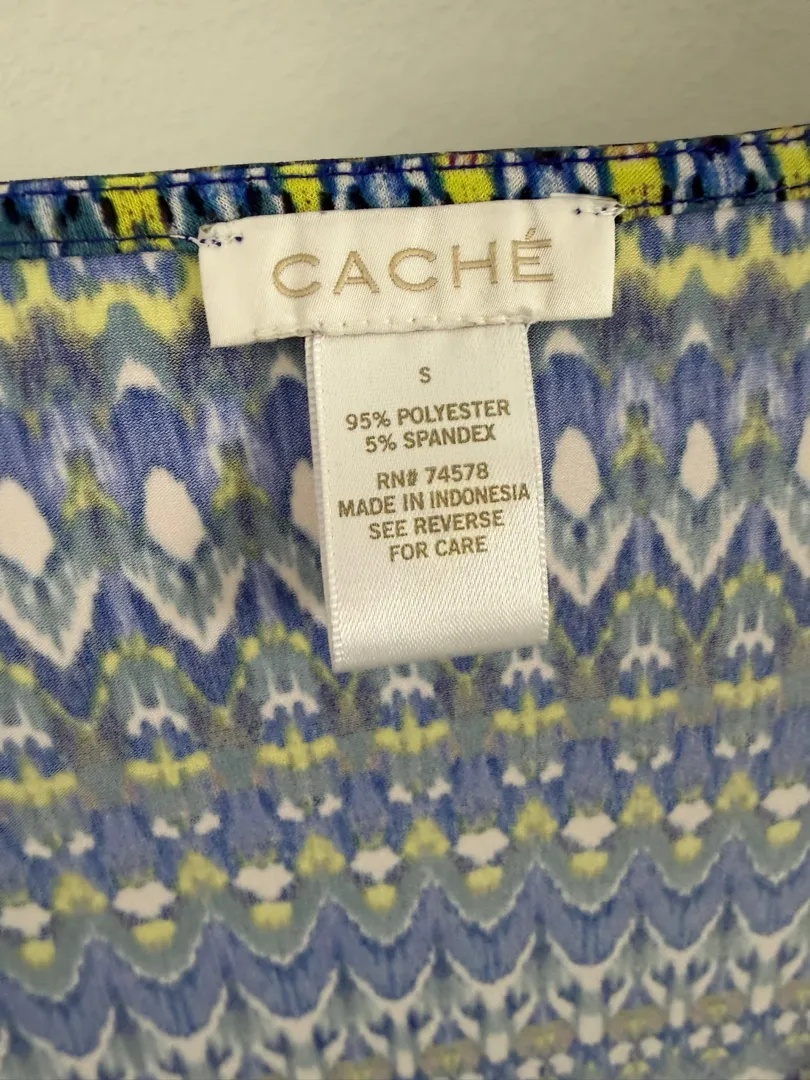 CACHÉ
S
95% POLYESTER
5% SPANDEX
RN# 74578
MADE IN INDONESIA
SEE REVERSE
FOR CARE